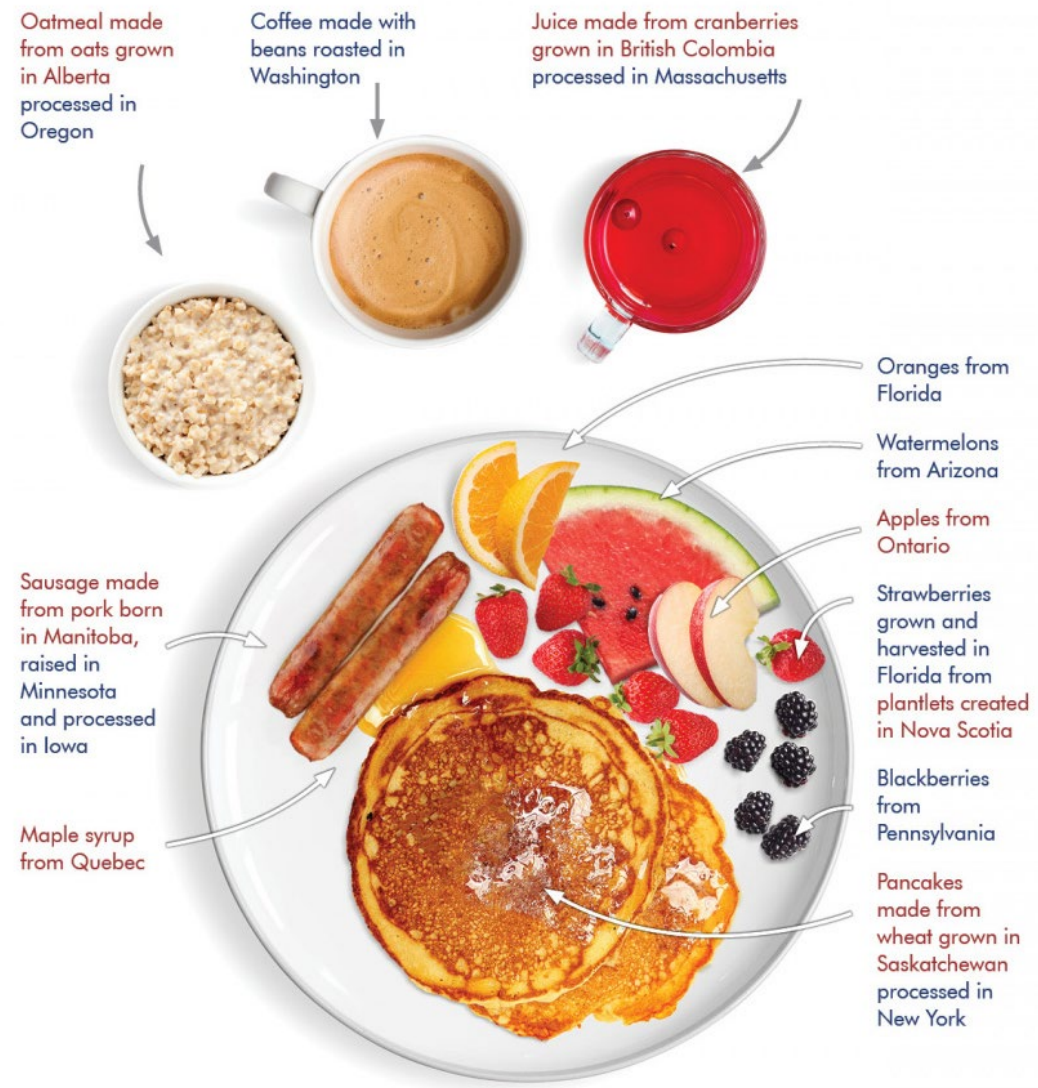 Oatmeal made
from oats grown
in Alberta
processed in
Oregon
Coffee made with
beans roasted in
Washington
Juice made from cranberries
grown in British Colombia
processed in Massachusetts
Oranges from
Florida
Watermelons
from Arizona
Apples from
Ontario
Strawberries
grown and
harvested in
Florida from
plantlets created
in Nova Scotia
Blackberries
from
Pennsylvania
Pancakes
made from
wheat grown in
Saskatchewan
processed in
New York
Sausage made
from pork born
in Manitoba,
raised in
Minnesota
and processed
in Iowa
Maple syrup
from Quebec